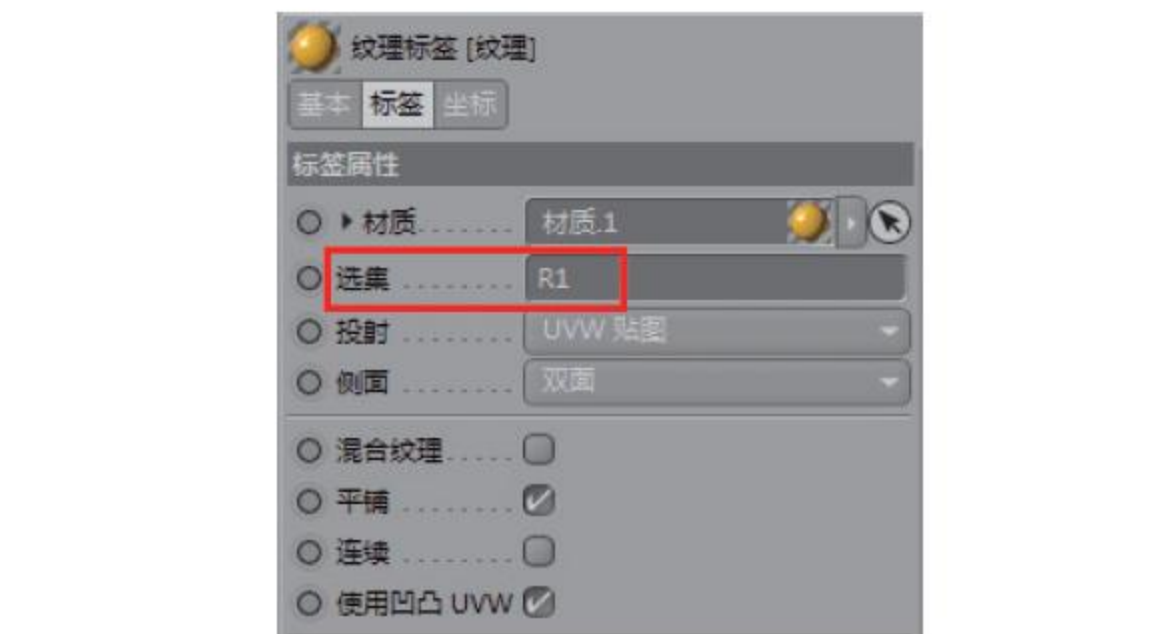 纹理标签 [纹理]
基本 标签 坐标
标签属性
材质........ 材质.1
选集........ R1
投射........ UVW 贴图
侧面........ 双面
混合纹理.....
平铺........
连续........
使用凹凸 UVW